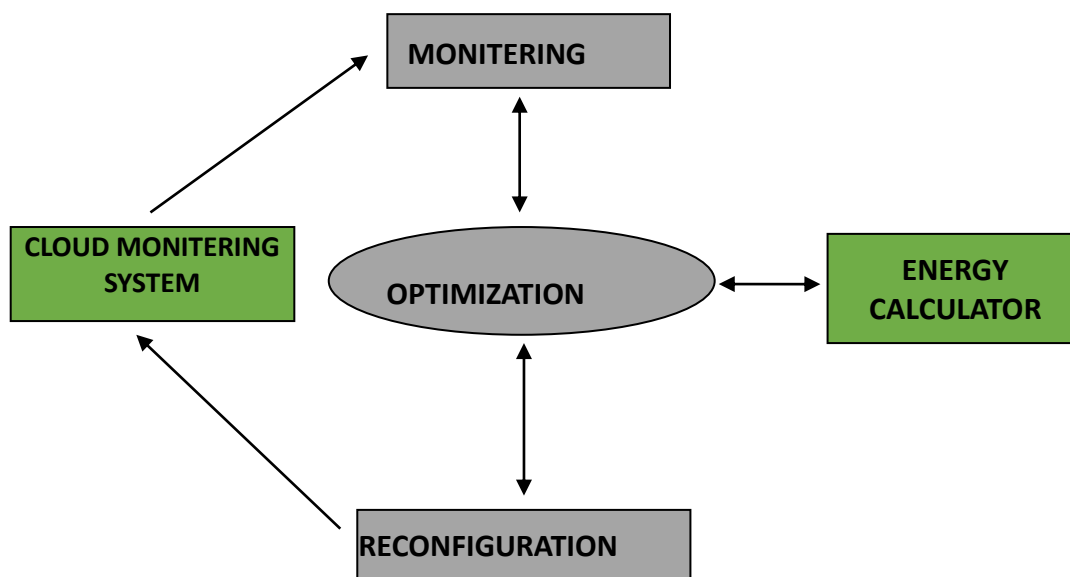 MONITERING
CLOUD MONITERING
SYSTEM
OPTIMIZATION
ENERGY
CALCULATOR
RECONFIGURATION